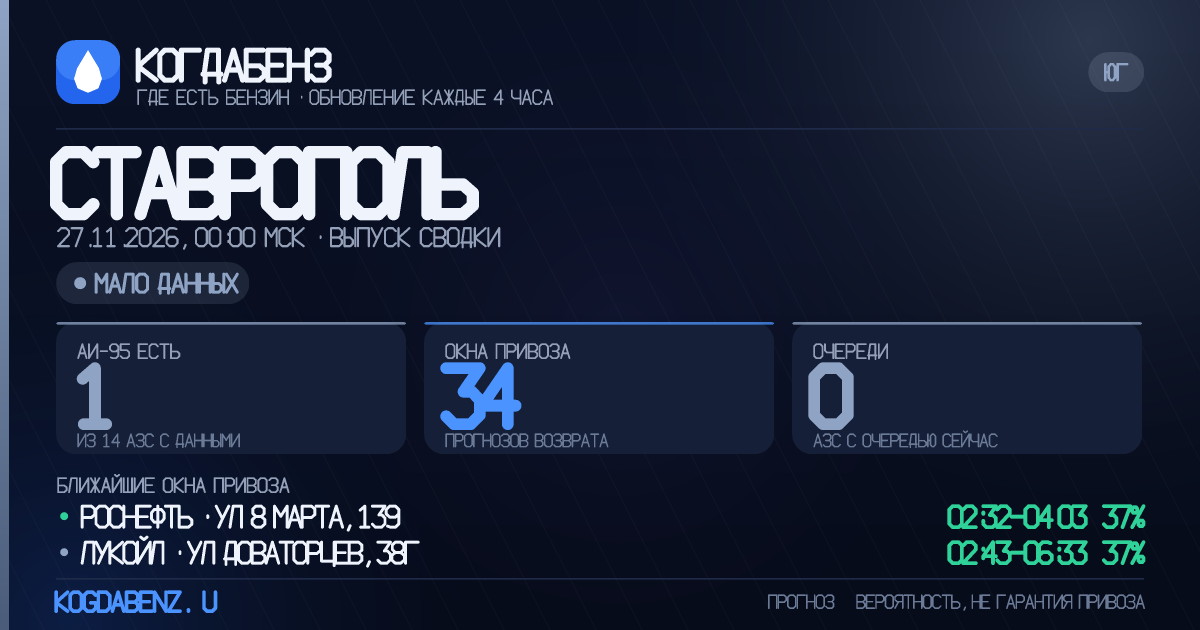 КОГДАБЕНЗ
ГДЕ ЕСТЬ БЕНЗИН · ОБНОВЛЕНИЕ КАЖДЫЕ 4 ЧАСА
ЮГ
СТАВРОПОЛЬ
27.11.2026, 00:00 МСК · ВЫПУСК СВОДКИ
• МАЛО ДАННЫХ
АИ-95 ЕСТЬ
1
ИЗ 14 АЗС С ДАННЫМИ
ОКНА ПРИВОЗА
34
ПРОГНОЗОВ ВОЗВРАТА
ОЧЕРЕДИ
0
АЗС С ОЧЕРЕДЬЮ СЕЙЧАС
БЛИЖАЙШИЕ ОКНА ПРИВОЗА
• РОСНЕФТЬ · УЛ 8 МАРТА, 139 02:32-04:03 37%
• ЛУКОЙЛ · УЛ ДОВАТОРЦЕВ, 38Г 02:43-06:33 37%
KOGDABENZ. U
ПРОГНОЗ ВЕРОЯТНОСТЬ, НЕ ГАРАНТИЯ ПРИВОЗА